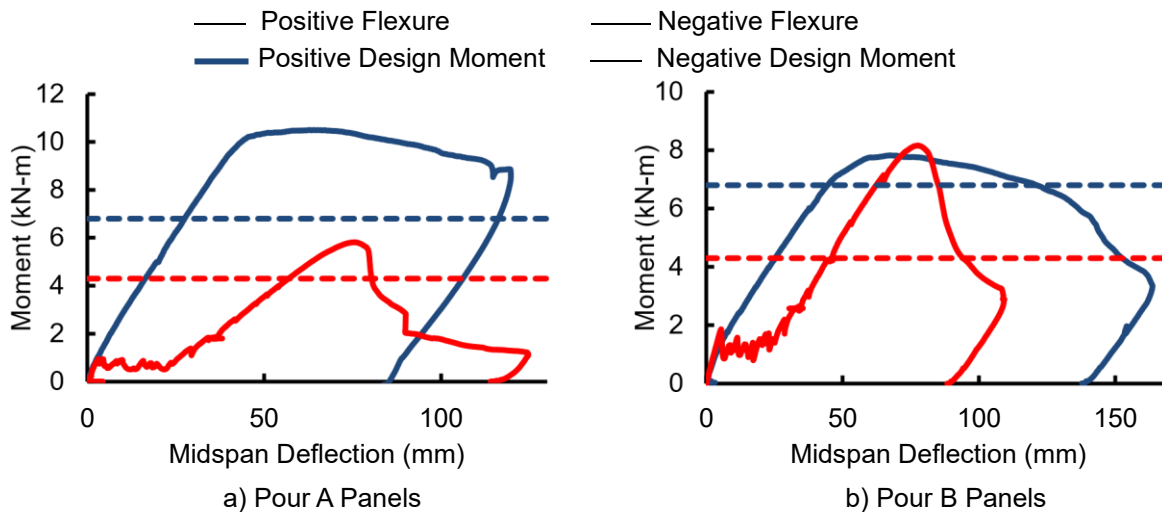 Positive Flexure
Negative Flexure
Positive Design Moment
Negative Design Moment
12
10
8
6
4
2
0
Moment (kN-m)
0
50
100
Midspan Deflection (mm)
a) Pour A Panels
10
8
6
4
2
0
Moment (kN-m)
0
50
100
150
Midspan Deflection (mm)
b) Pour B Panels